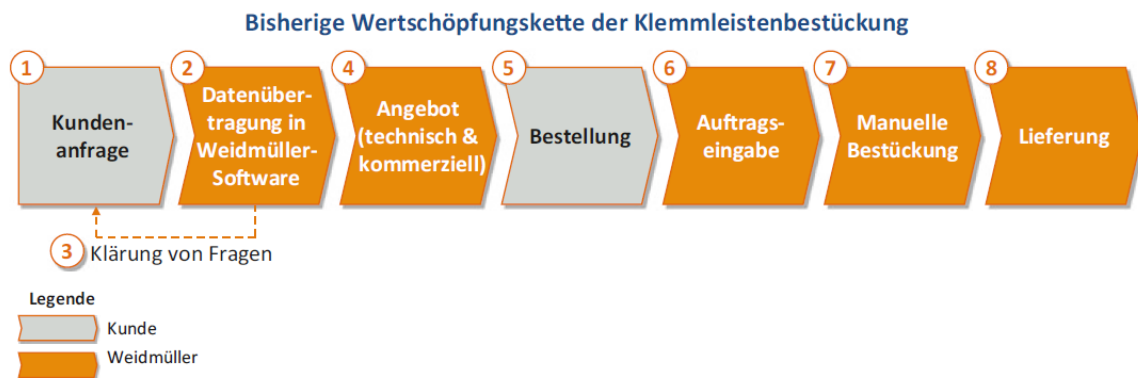 Bisherige Wertschöpfungskette der Klemmleistenbestückung
1
Kunden-
anfrage
2
Datenüber-
tragung in
Weidmüller-
Software
3
Klärung von Fragen
4
Angebot
(technisch &
kommerziell)
5
Bestellung
6
Auftrags-
eingabe
7
Manuelle
Bestückung
8
Lieferung
Legende
Kunde
Weidmüller